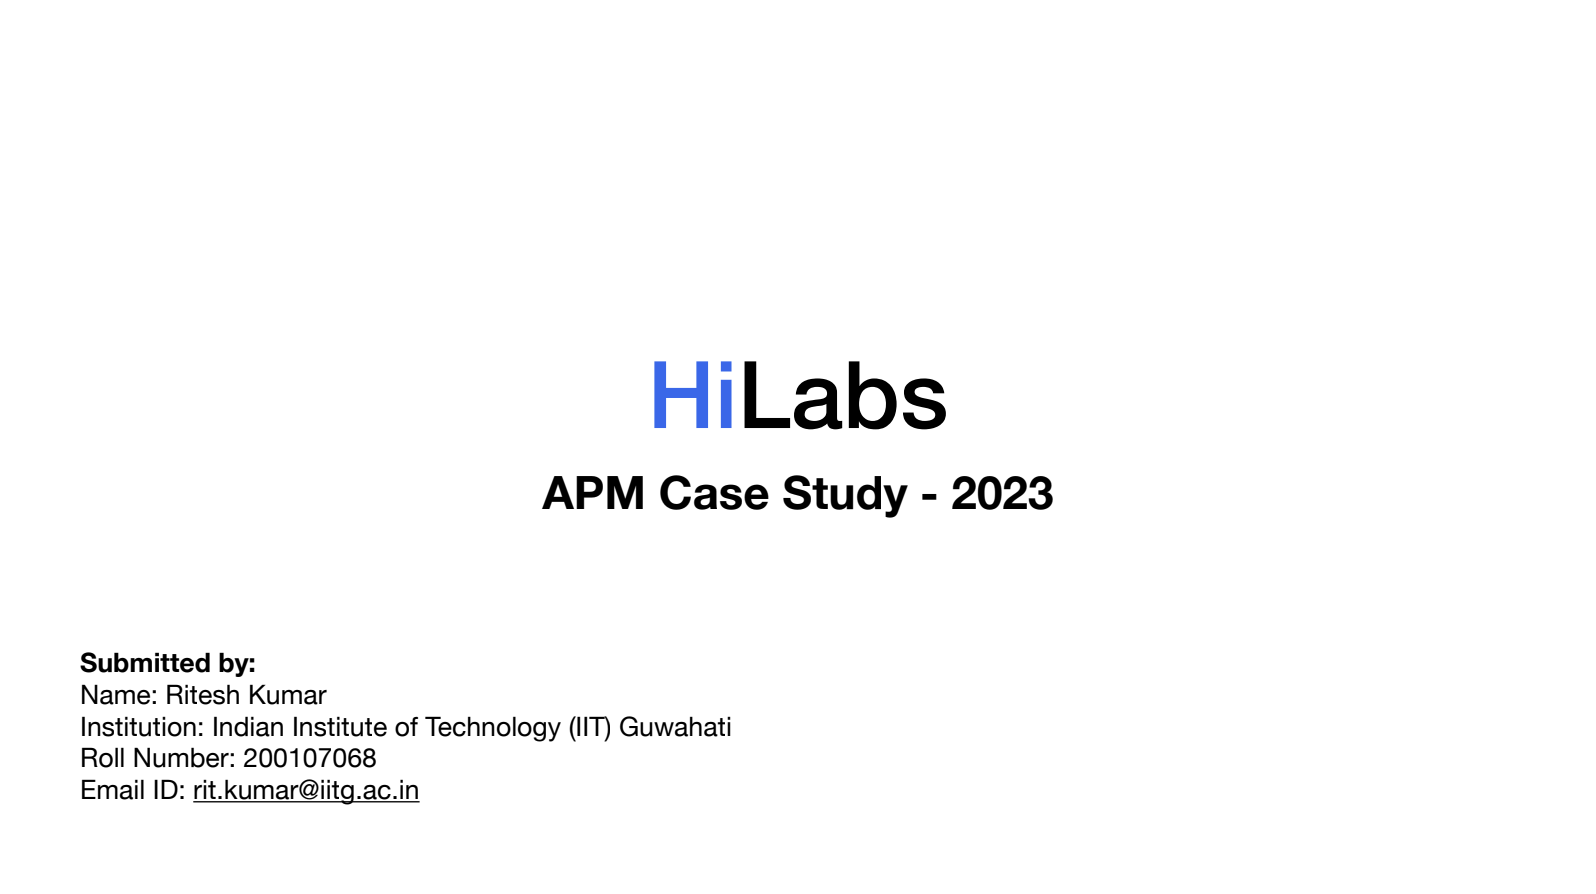 HiLabs
APM Case Study - 2023
Submitted by:
Name: Ritesh Kumar
Institution: Indian Institute of Technology (IIT) Guwahati
Roll Number: 200107068
Email ID: rit.kumar@iitg.ac.in